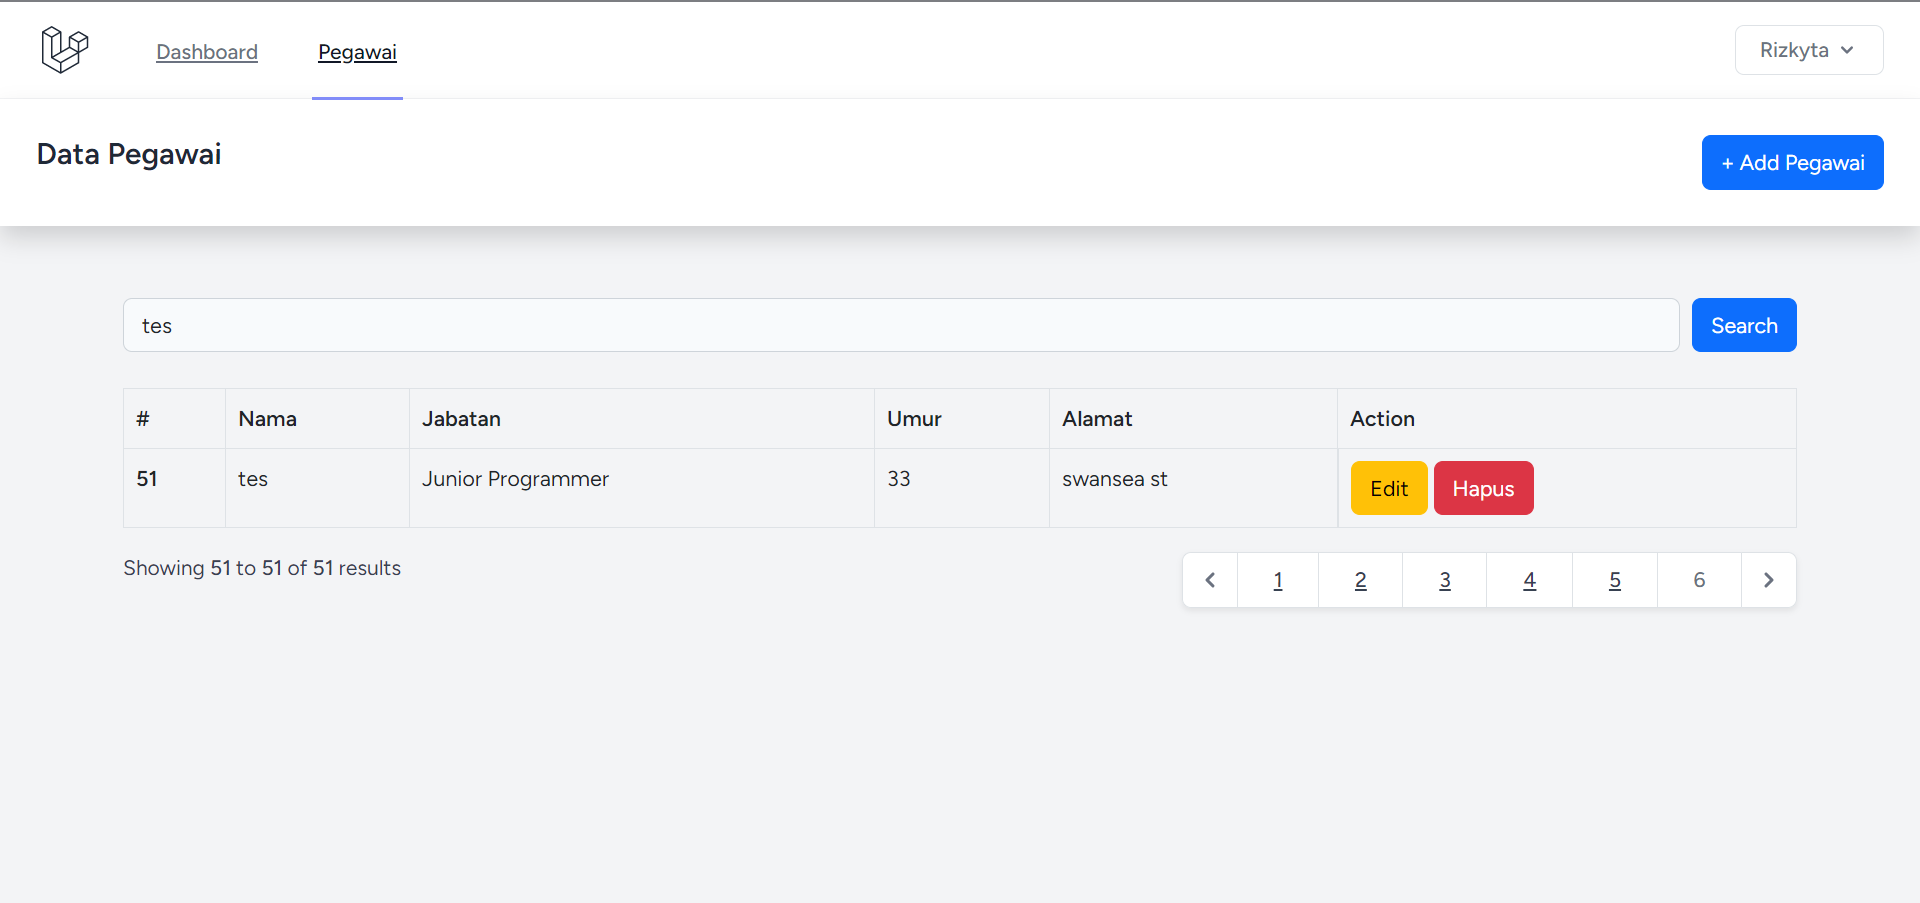 Dashboard Pegawai Rizkyta
Data Pegawai
+ Add Pegawai
tes Search
# Nama Jabatan Umur Alamat Action
51 tes Junior Programmer 33 swansea st Edit Hapus
Showing 51 to 51 of 51 results
1 2 3 4 5 6